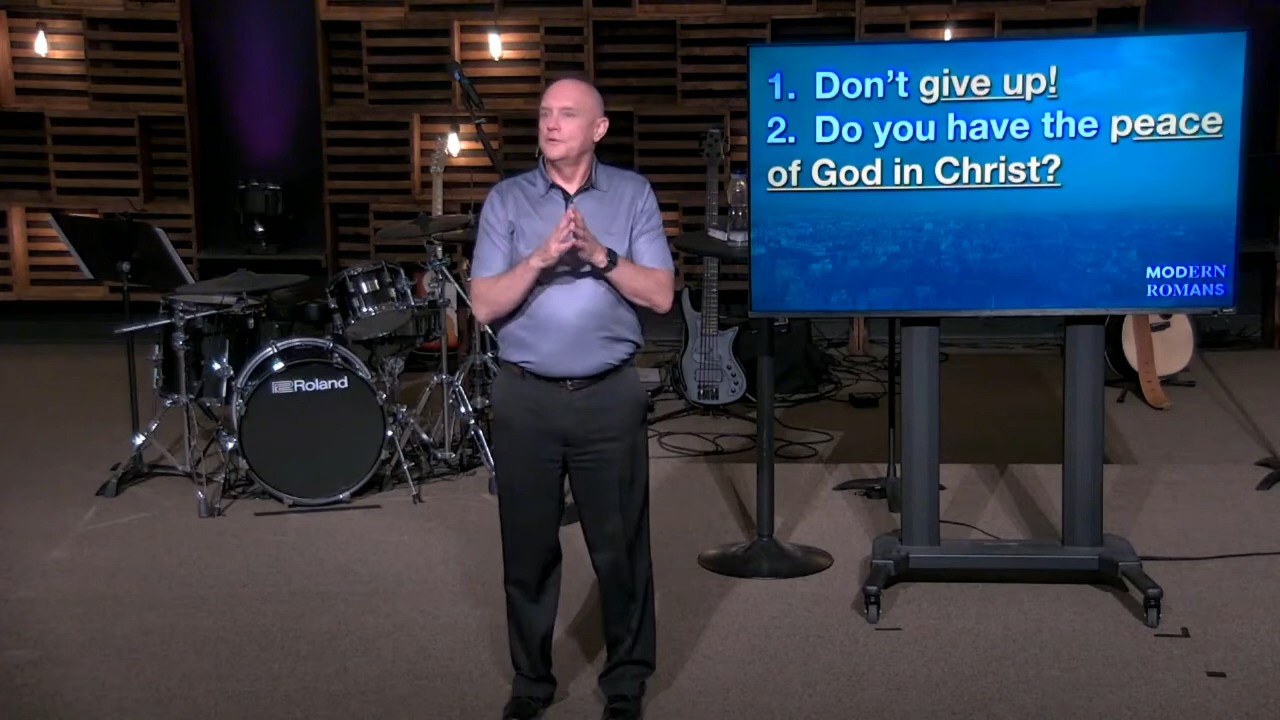 1. Don't give up!
2. Do you have the peace
of God in Christ?
MODERN
ROMANS
Roland